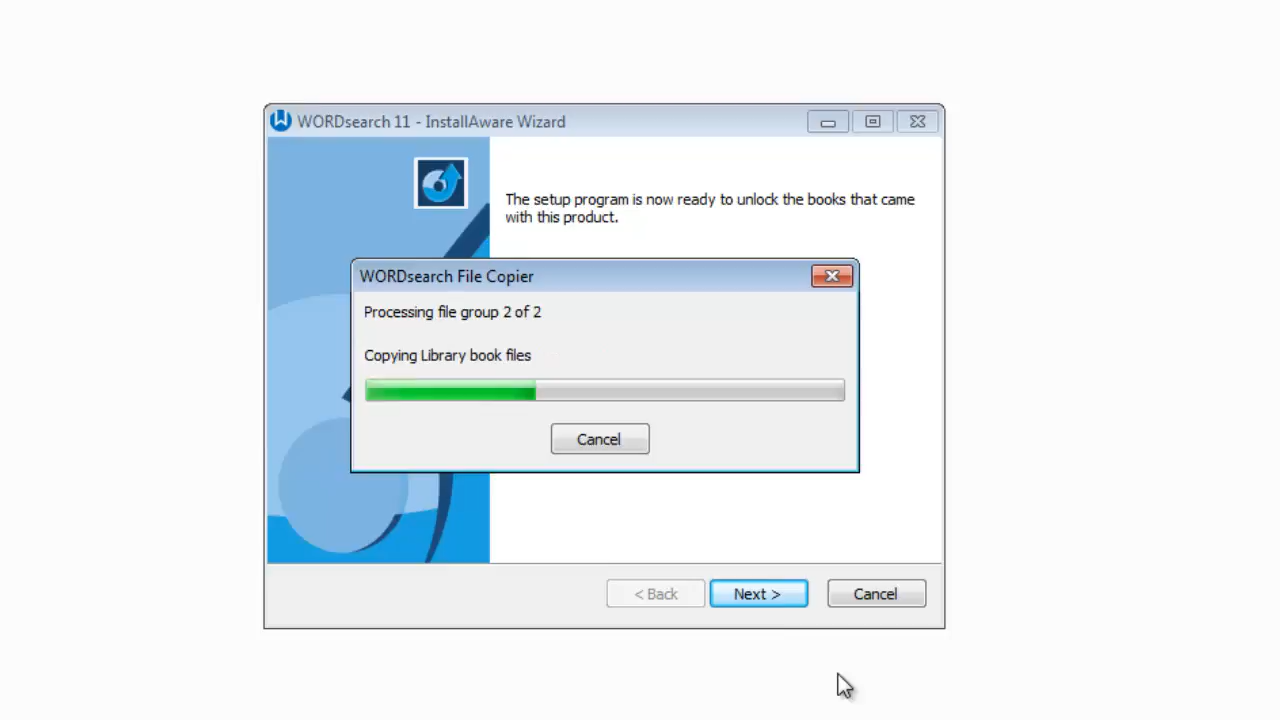 WORDsearch 11 - InstallAware Wizard
The setup program is now ready to unlock the books that came
with this product.
WORDsearch File Copier
Processing file group 2 of 2
Copying Library book files
Cancel
< Back
Next >
Cancel